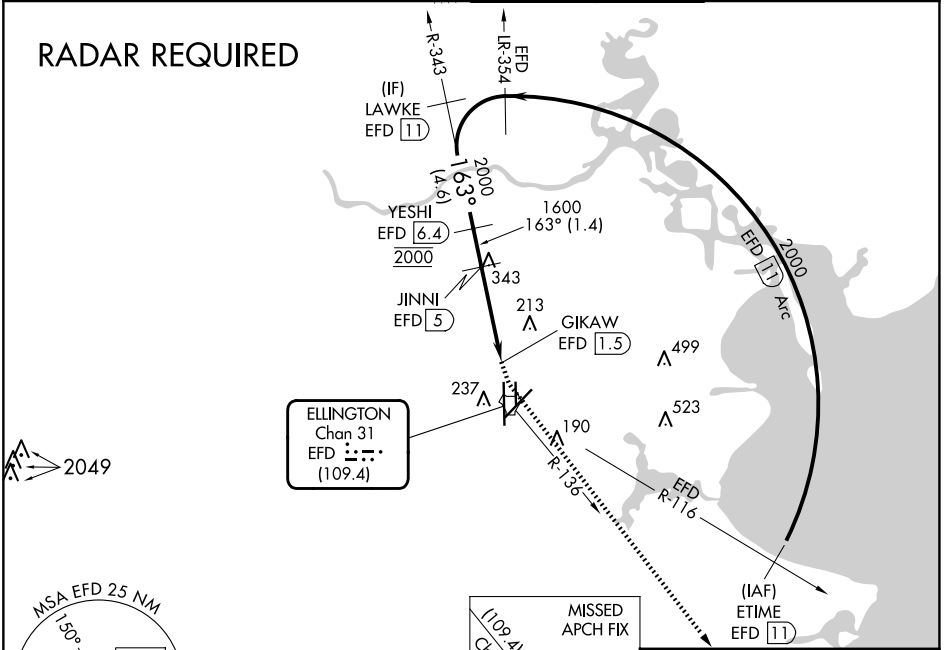 RADAR REQUIRED
R-343
EFD
LR-354
(IF)
LAWKE
EFD 11
2000
163°
(4.6)
YESHI
EFD 6.4
2000
1600
163° (1.4)
EFD 11 Arc
2000
343
JINNI
EFD 5
213
GIKAW
EFD 1.5
499
237
523
ELLINGTON
Chan 31
EFD
(109.4)
190
R-136
EFD
R-116
2049
(IAF)
ETIME
EFD 11
MSA EFD 25 NM
150°
(109.4)
MISSED
APCH FIX